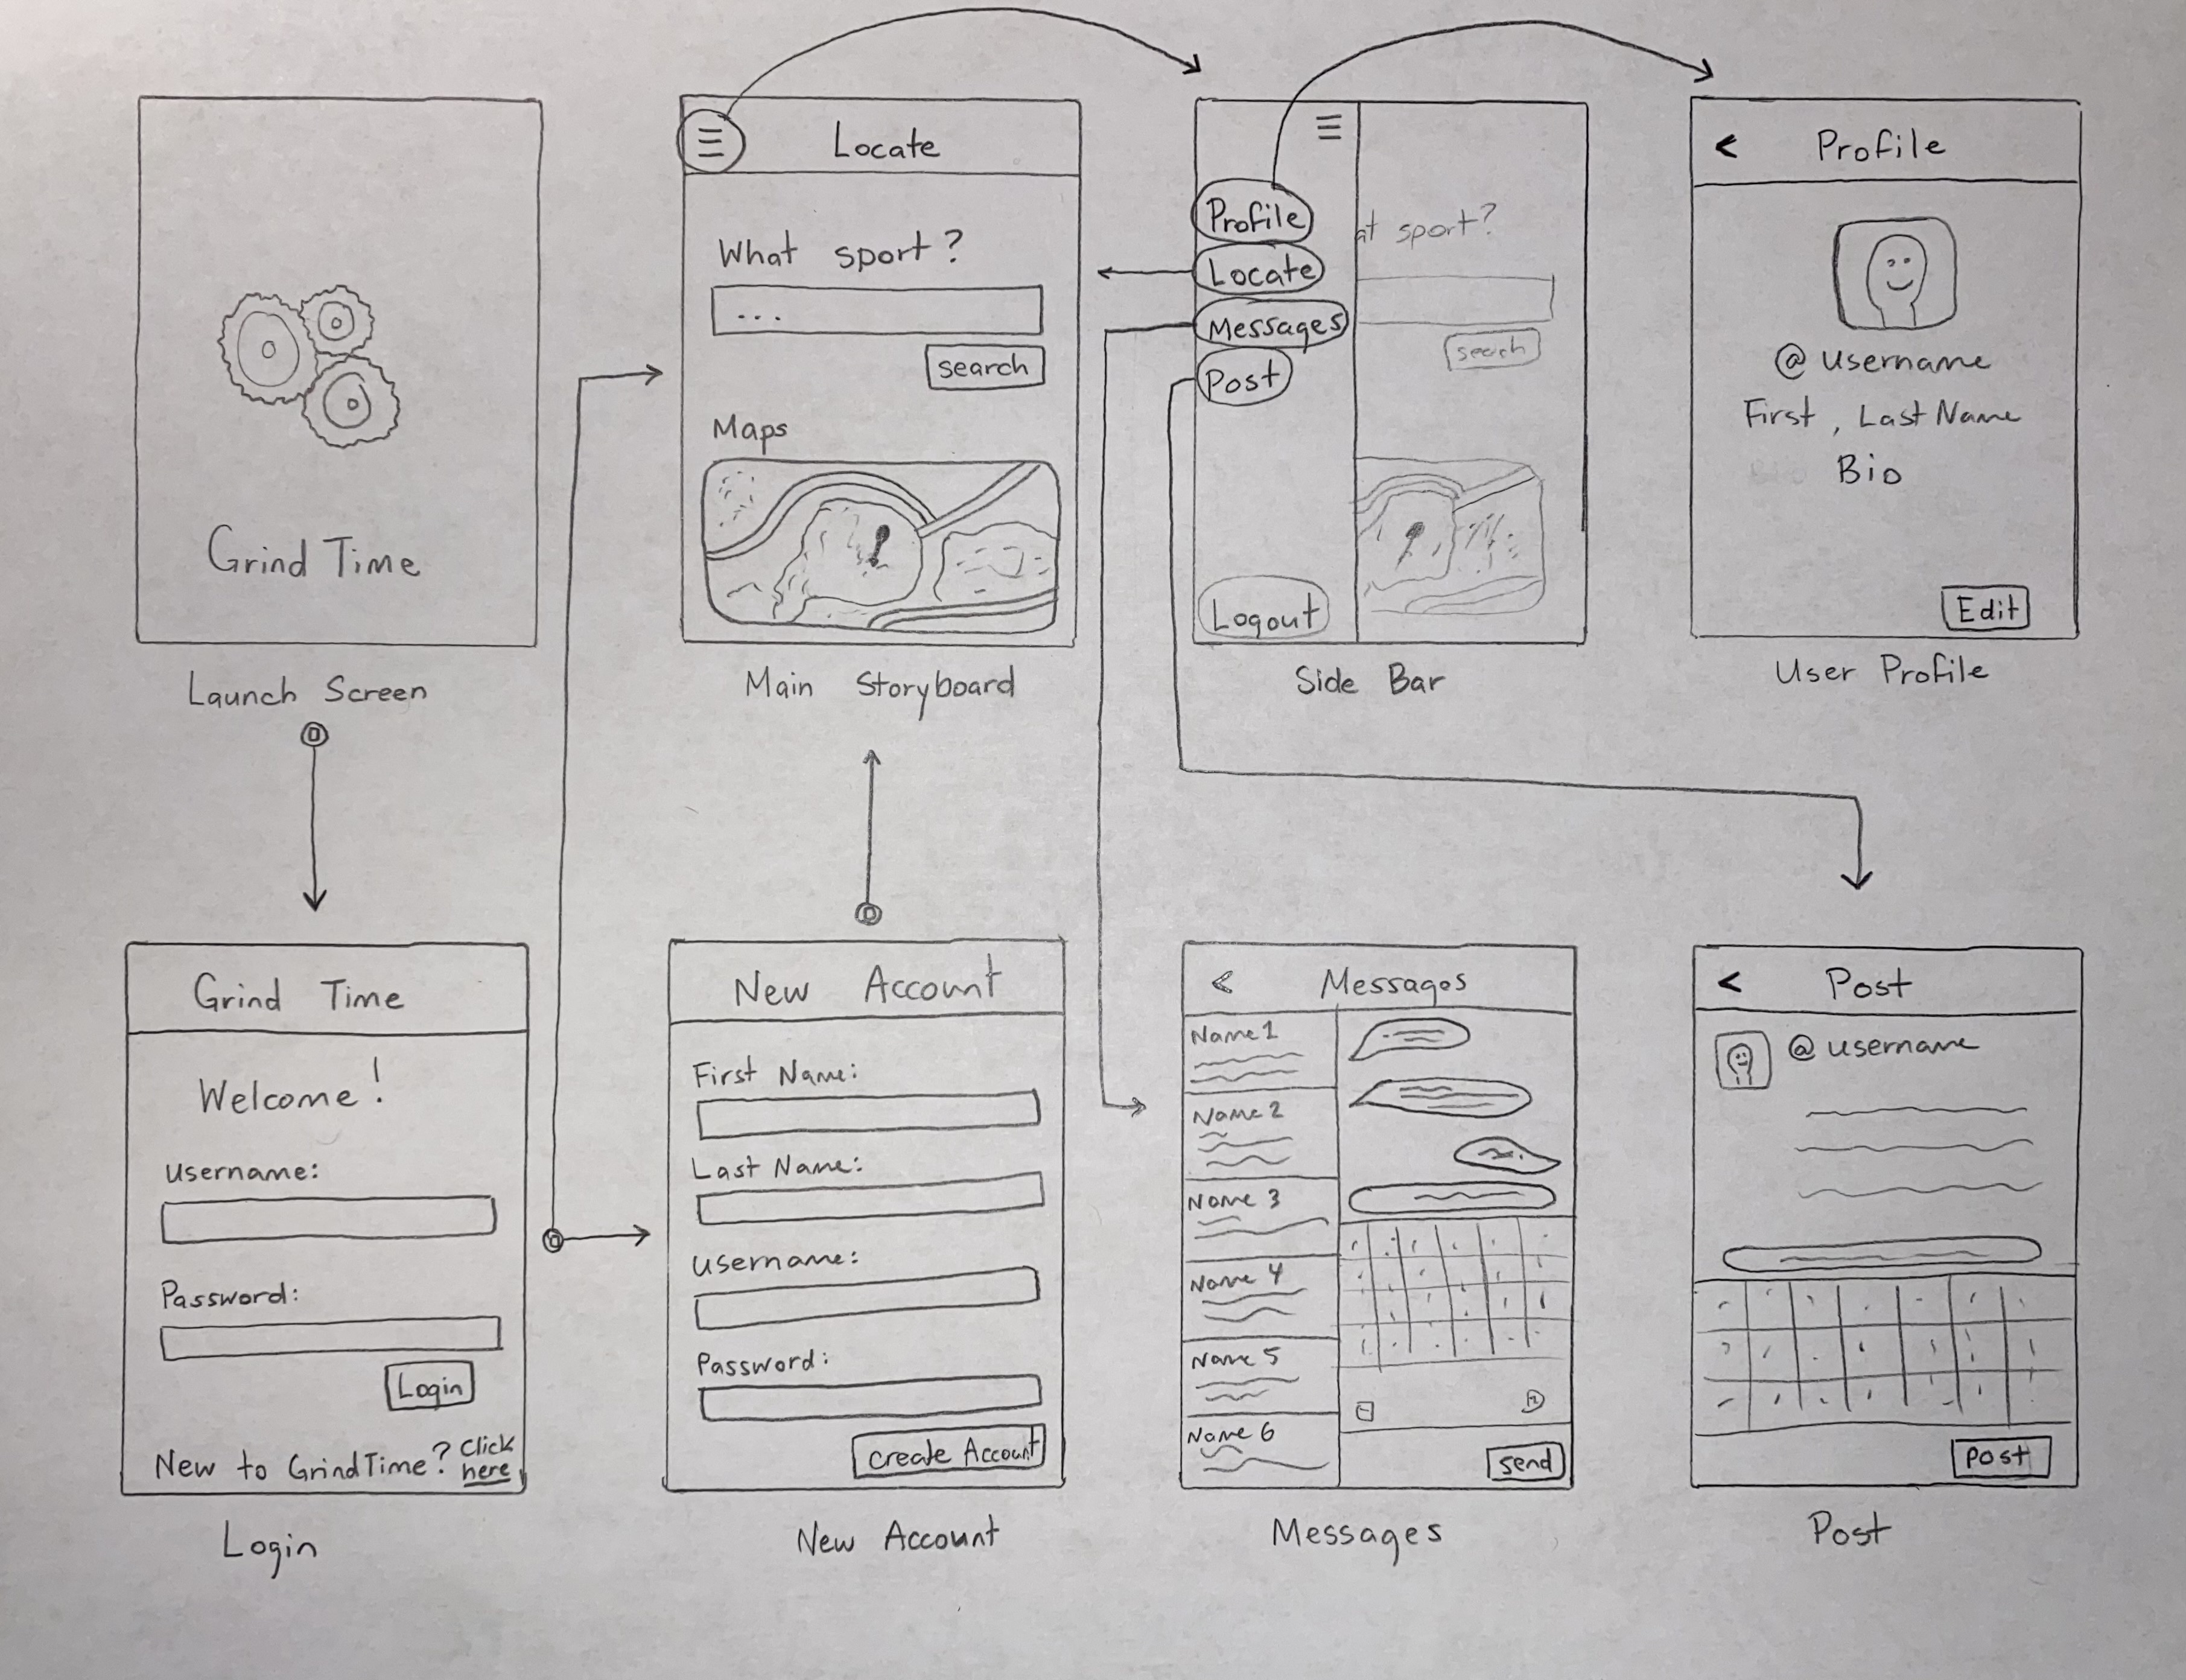 Grind Time
Launch Screen
Locate
What sport?
...
search
Maps
Main Storyboard
Profile
Locate
Messages
Post
Logout
at sport?
search
Side Bar
<
Profile
@username
First, Last Name
Bio
Edit
User Profile
Grind Time
Welcome!
Username:
Password:
Login
New to GrindTime? Click
here
Login
New Account
First Name:
Last Name:
Username:
Password:
create Account
New Account
<
Messages
Name 1
Name 2
Name 3
Name 4
Name 5
Name 6
send
Messages
<
Post
@username
Post
Post